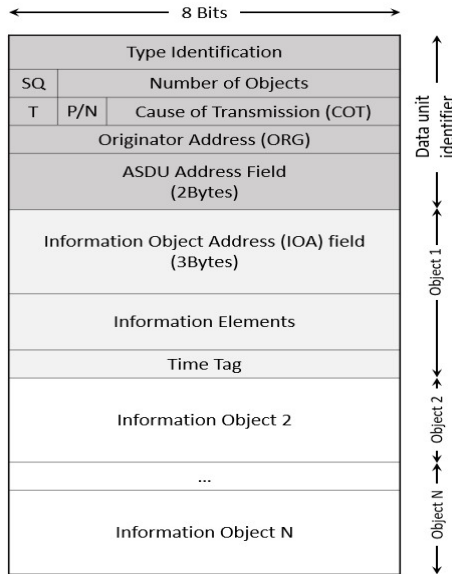 8 Bits
Type Identification
SQ
Number of Objects
T
P/N
Cause of Transmission (COT)
Originator Address (ORG)
ASDU Address Field
(2Bytes)
Data unit
identifier
Information Object Address (IOA) field
(3Bytes)
Information Elements
Time Tag
Object 1
Information Object 2
Object 2
...
Information Object N
Object N